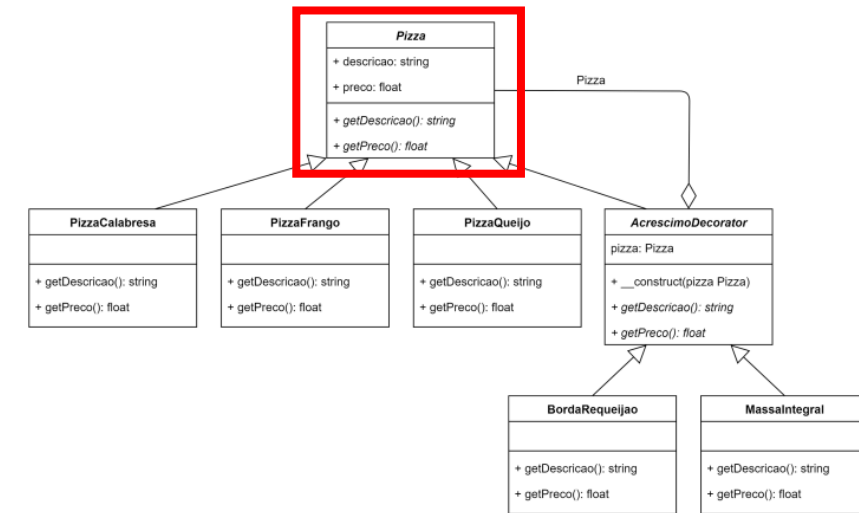 Pizza
+ descricao: string
+ preco: float
+ getDescricao(): string
+ getPreco(): float
Pizza
PizzaCalabresa
+ getDescricao(): string
+ getPreco(): float
PizzaFrango
+ getDescricao(): string
+ getPreco(): float
PizzaQueijo
+ getDescricao(): string
+ getPreco(): float
AcrescimoDecorator
pizza: Pizza
+ __construct(pizza Pizza)
+ getDescricao(): string
+ getPreco(): float
BordaRequeijao
+ getDescricao(): string
+ getPreco(): float
MassaIntegral
+ getDescricao(): string
+ getPreco(): float